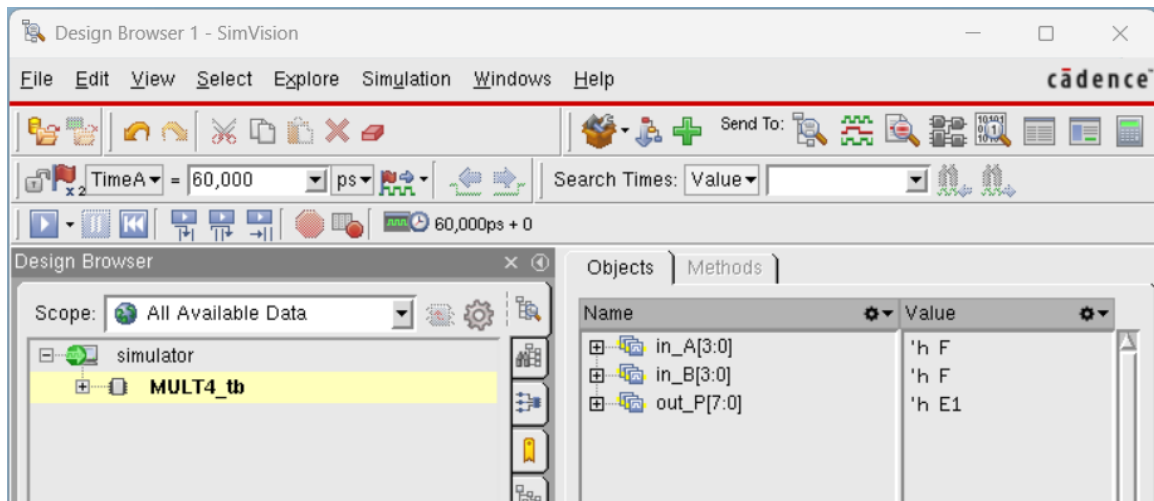 Design Browser 1 - SimVision
File Edit View Select Explore Simulation Windows Help
cādence
Send To:
x 2 TimeA = 60,000 ps Search Times: Value
60,000ps + 0
Design Browser
Objects Methods
Scope: All Available Data
Name Value
simulator
MULT4_tb
in_A[3:0] 'h F
in_B[3:0] 'h F
out_P[7:0] 'h E1